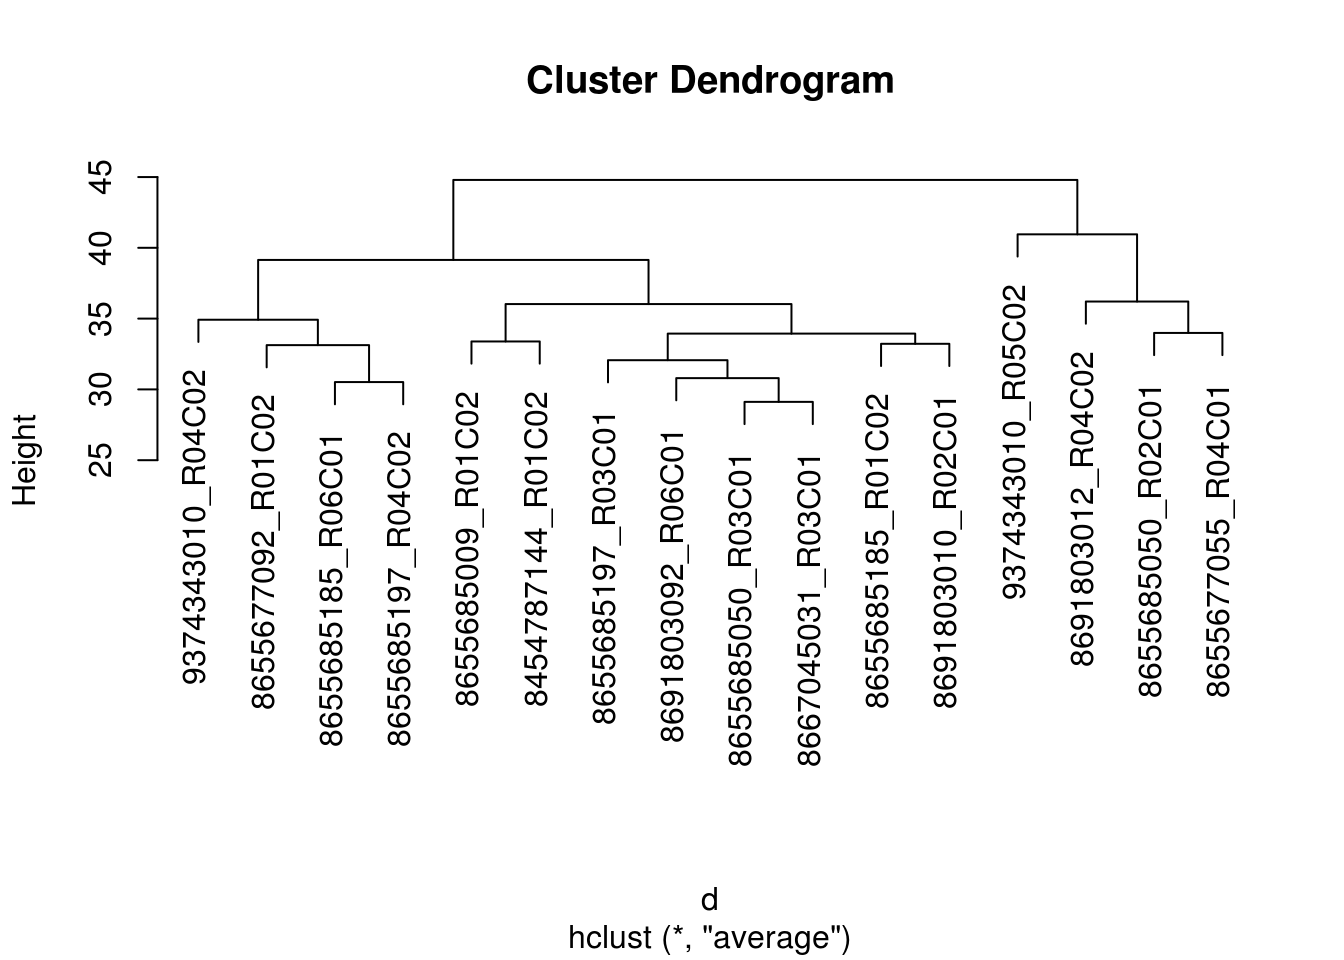 Cluster Dendrogram
Height
45
40
35
30
25
9374343010_R04C02
8655677092_R01C02
8655685185_R06C01
8655685197_R04C02
8655685009_R01C02
8454787144_R01C02
8655685197_R03C01
8691803092_R06C01
8655685050_R03C01
8667045031_R03C01
8655685185_R01C02
8691803010_R02C01
9374343010_R05C02
8691803012_R04C02
8655685050_R02C01
8655677055_R04C01
d
hclust (*, "average")